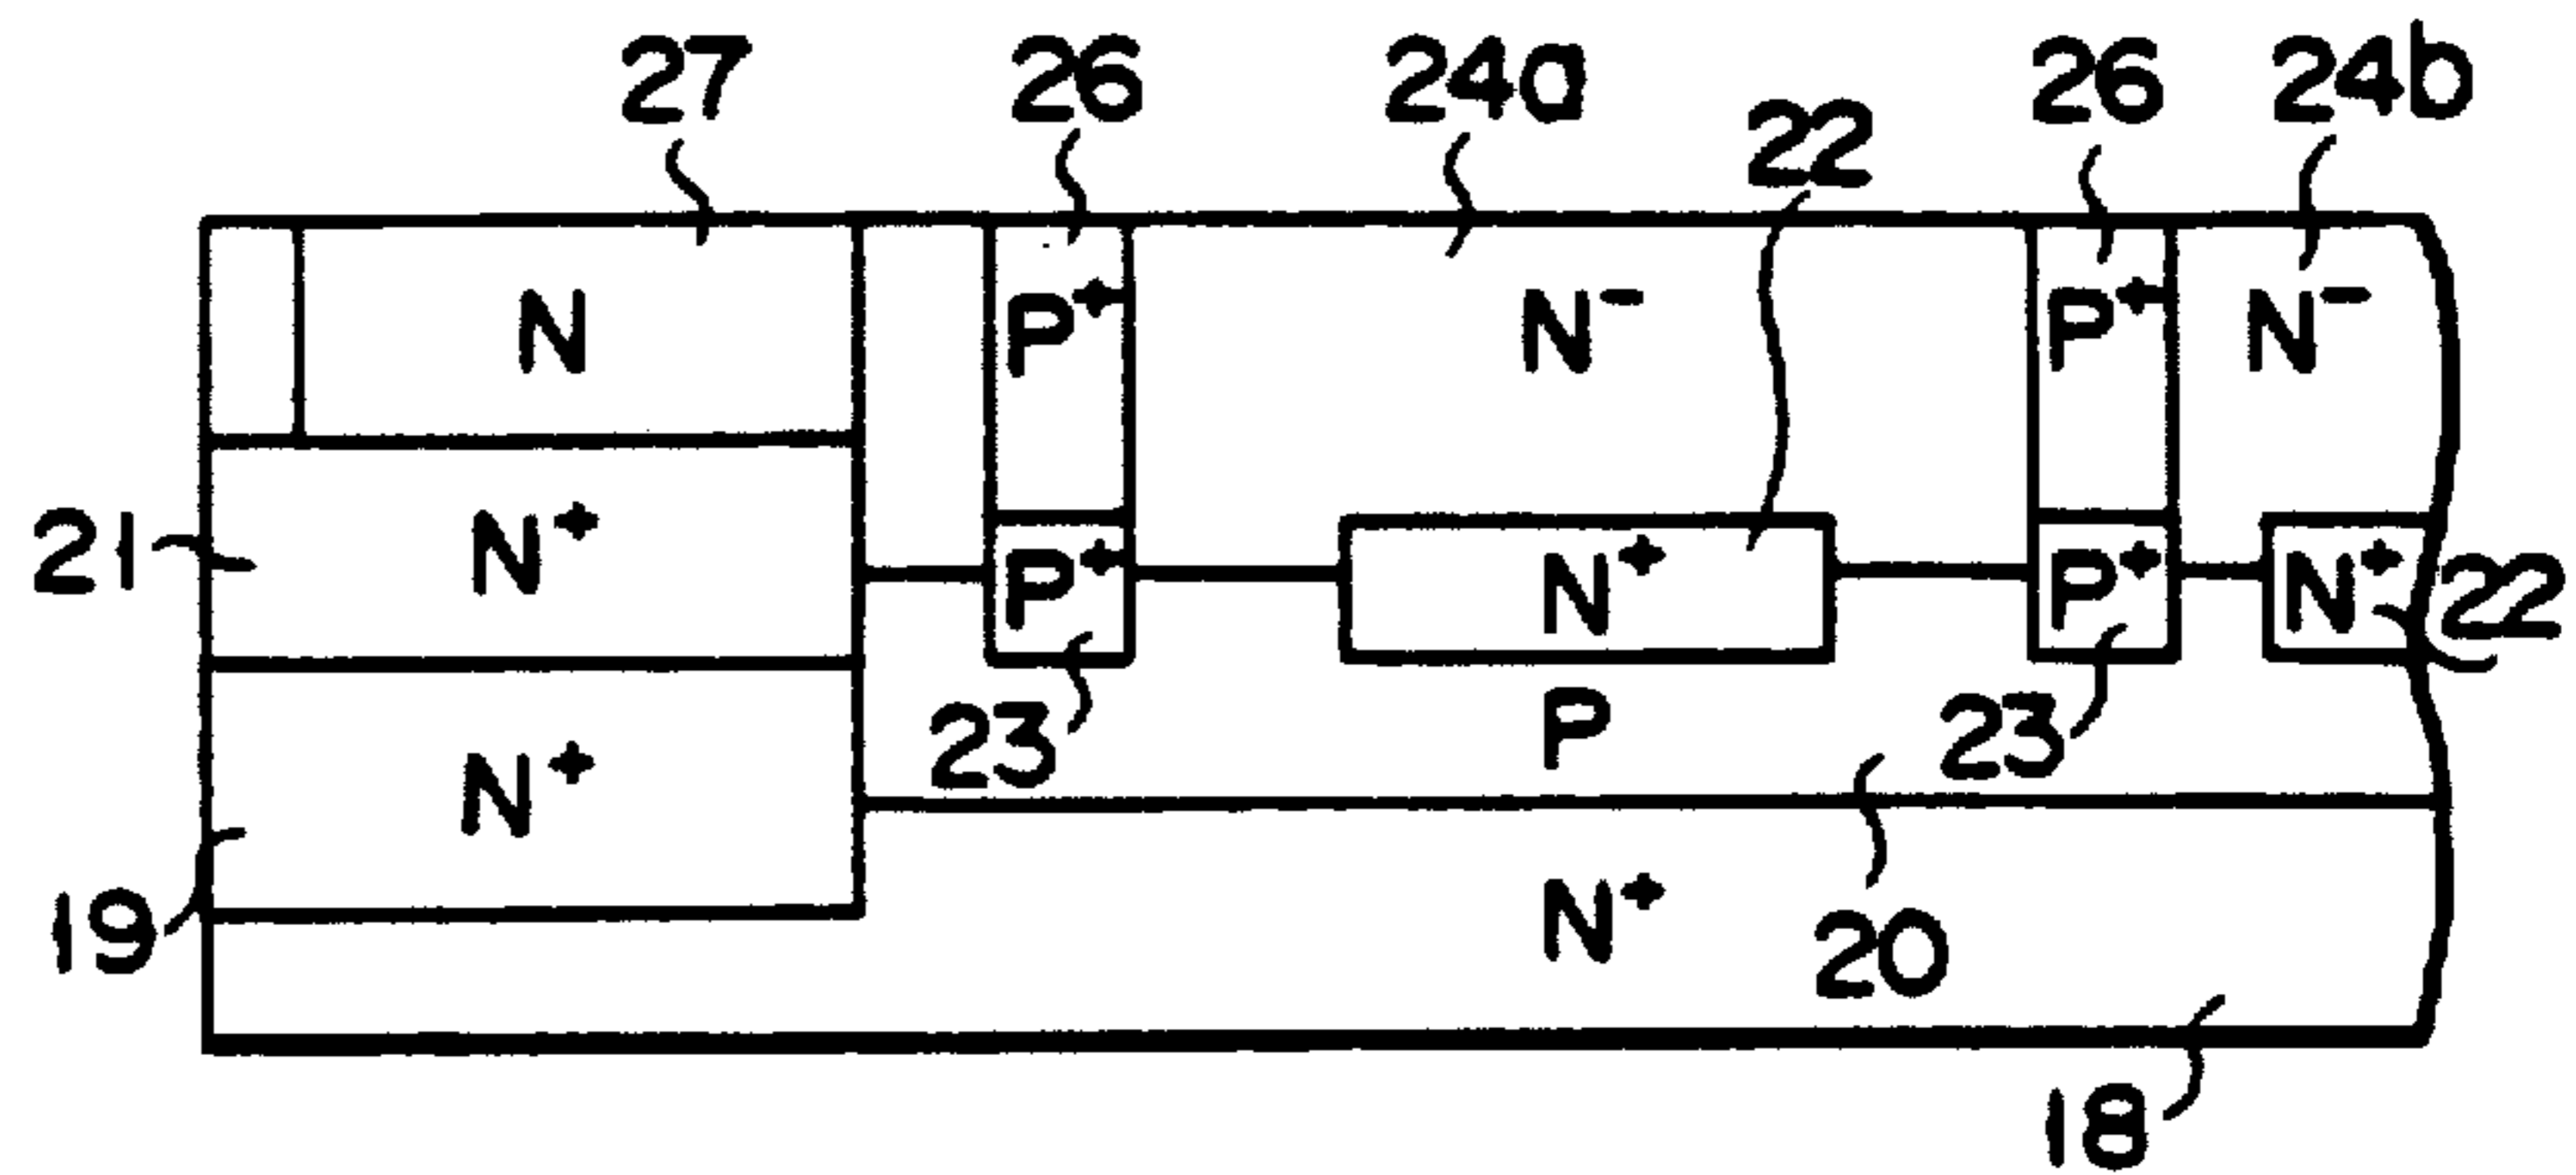 27 26 24a 22 26 24b
N P+ N- P+ N-
21 N+ P+ N+ P+ N+ 22
23 P 23
19 N+ N+ 20
18